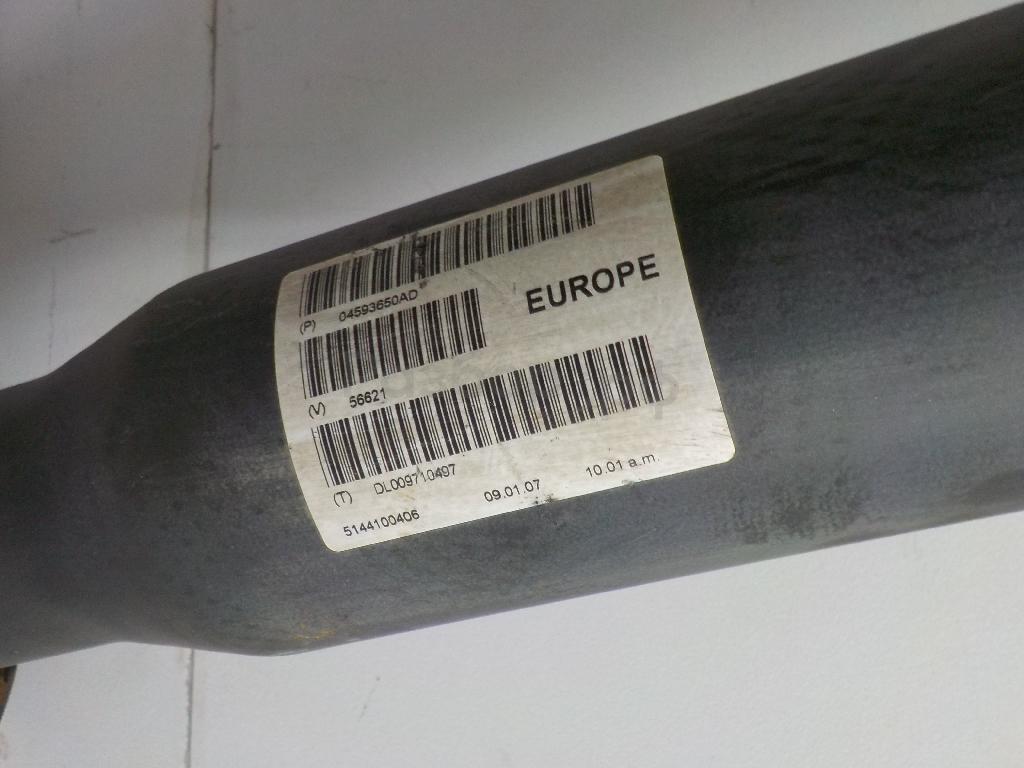 (P) 04593650AD
EUROPE
(V) 56621
(T) DL009710497
5144100406 09.01.07 10.01 a.m.